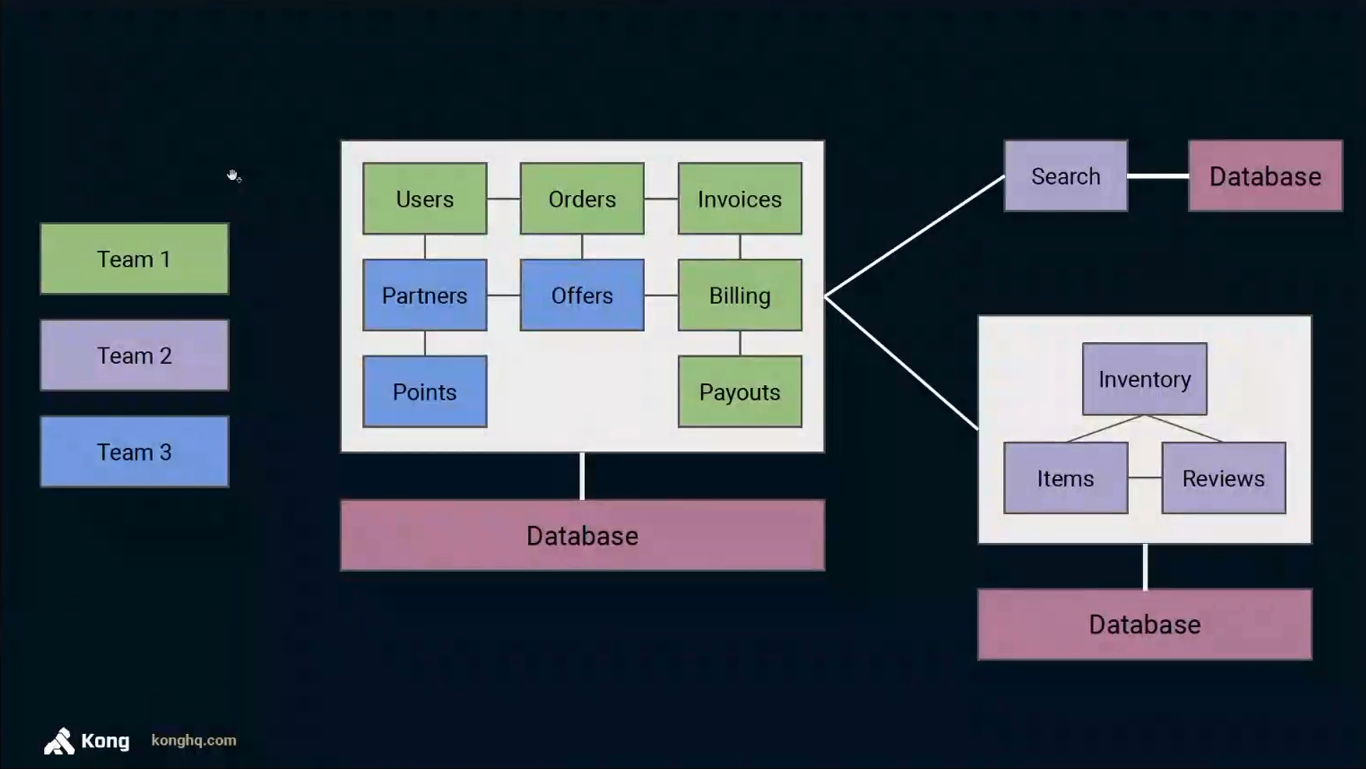 Team 1
Team 2
Team 3
Users
Orders
Invoices
Partners
Offers
Billing
Points
Payouts
Database
Search
Database
Inventory
Items
Reviews
Database
Kong
konghq.com